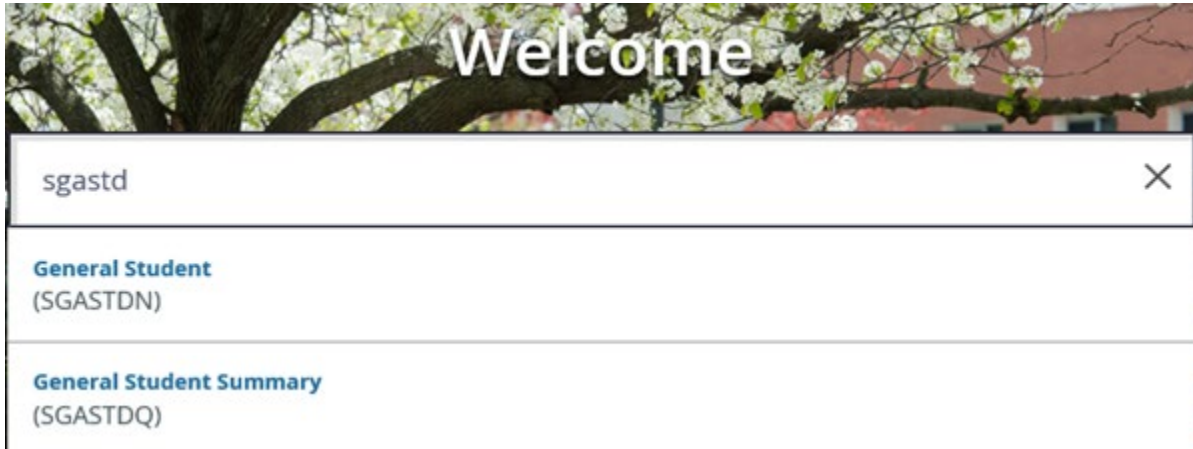 Welcome
sgastd
General Student
(SGASTDN)
General Student Summary
(SGASTDQ)